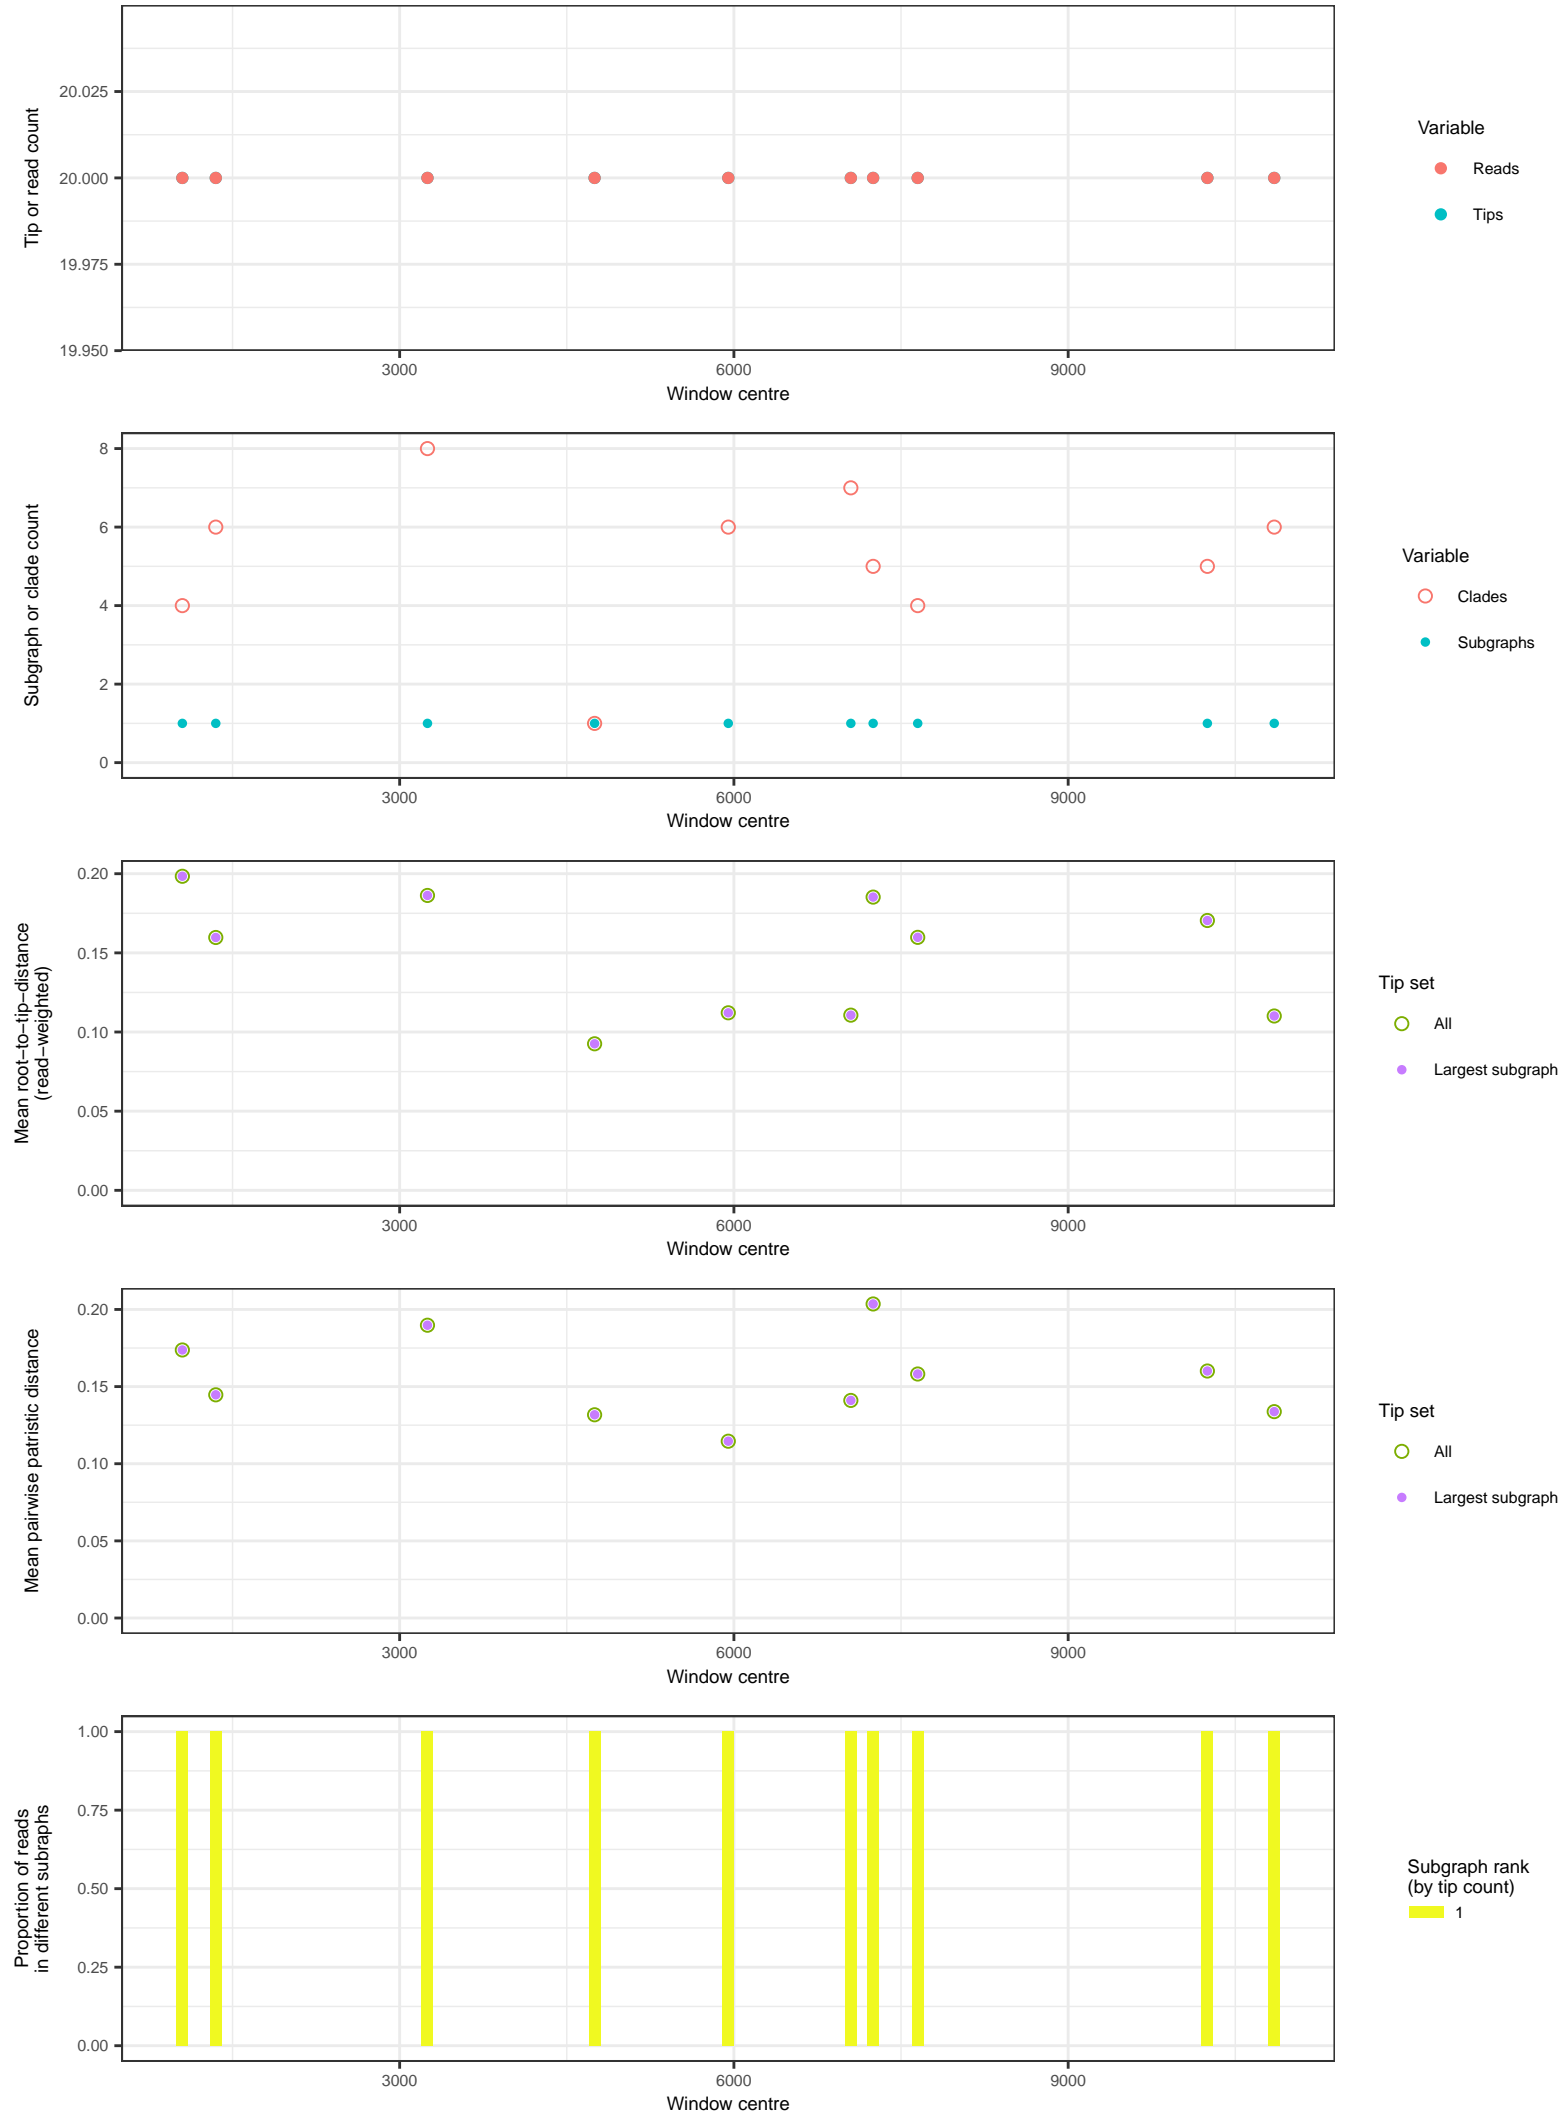 Tip or read count
20.025
20.000
19.975
19.950
3000
6000
9000
Window centre
Variable
Reads
Tips
Subgraph or clade count
8
6
4
2
0
3000
6000
9000
Window centre
Variable
Clades
Subgraphs
Mean root−to−tip−distance
(read−weighted)
0.20
0.15
0.10
0.05
0.00
3000
6000
9000
Window centre
Tip set
All
Largest subgraph
Mean pairwise patristic distance
0.20
0.15
0.10
0.05
0.00
3000
6000
9000
Window centre
Tip set
All
Largest subgraph
Proportion of reads
in different subraphs
1.00
0.75
0.50
0.25
0.00
3000
6000
9000
Window centre
Subgraph rank
(by tip count)
1